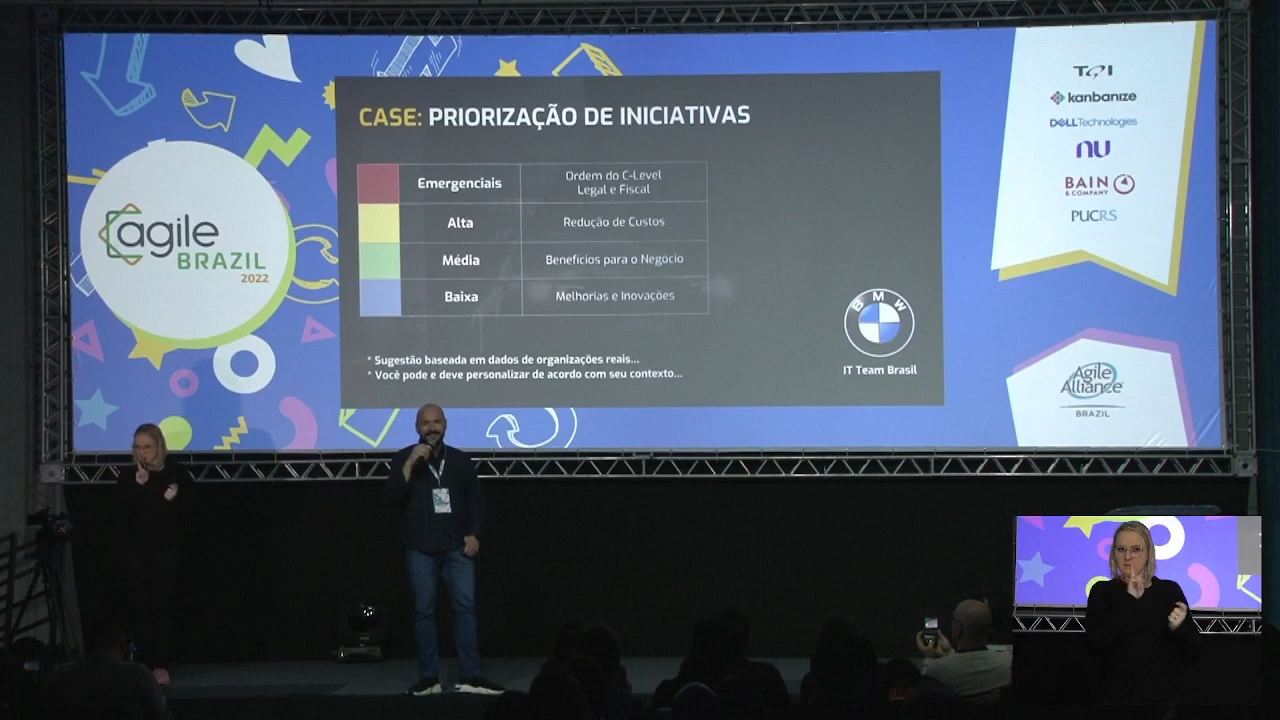 CASE: PRIORIZAÇÃO DE INICIATIVAS
Emergenciais
Ordem do C-Level
Legal e Fiscal
Alta
Redução de Custos
Média
Benefícios para o Negócio
Baixa
Melhorias e Inovações
* Sugestão baseada em dados de organizações reais...
* Você pode e deve personalizar de acordo com seu contexto...
BMW
IT Team Brasil
agile
BRAZIL
2022
kanbanize
DELLTechnologies
nu
BAIN
& COMPANY
PUCRS
Agile
Alliance
BRAZIL